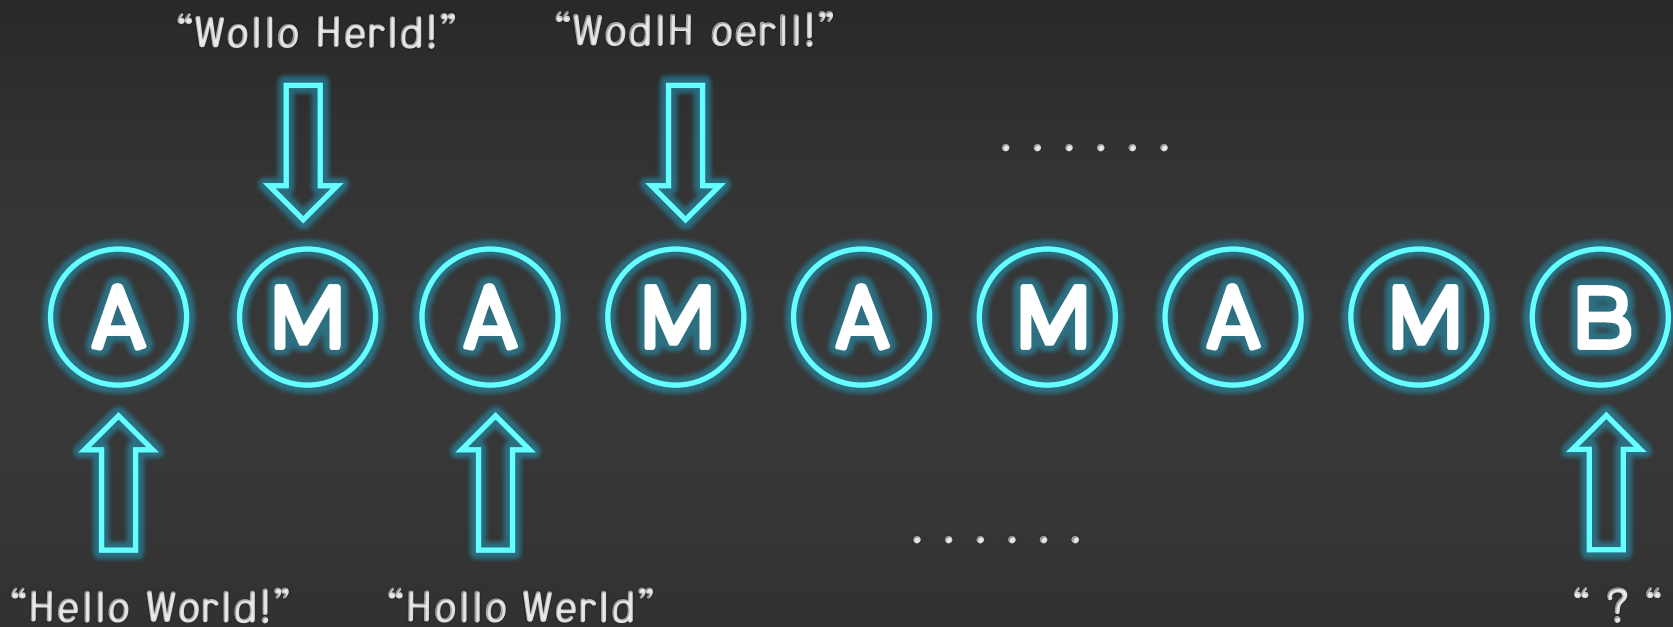 “Wollo Herld!” “WodlH oerll!”
. . . . . .
A M A M A M A M B
. . . . . .
“Hello World!” “Hollo Werld” “ ? “